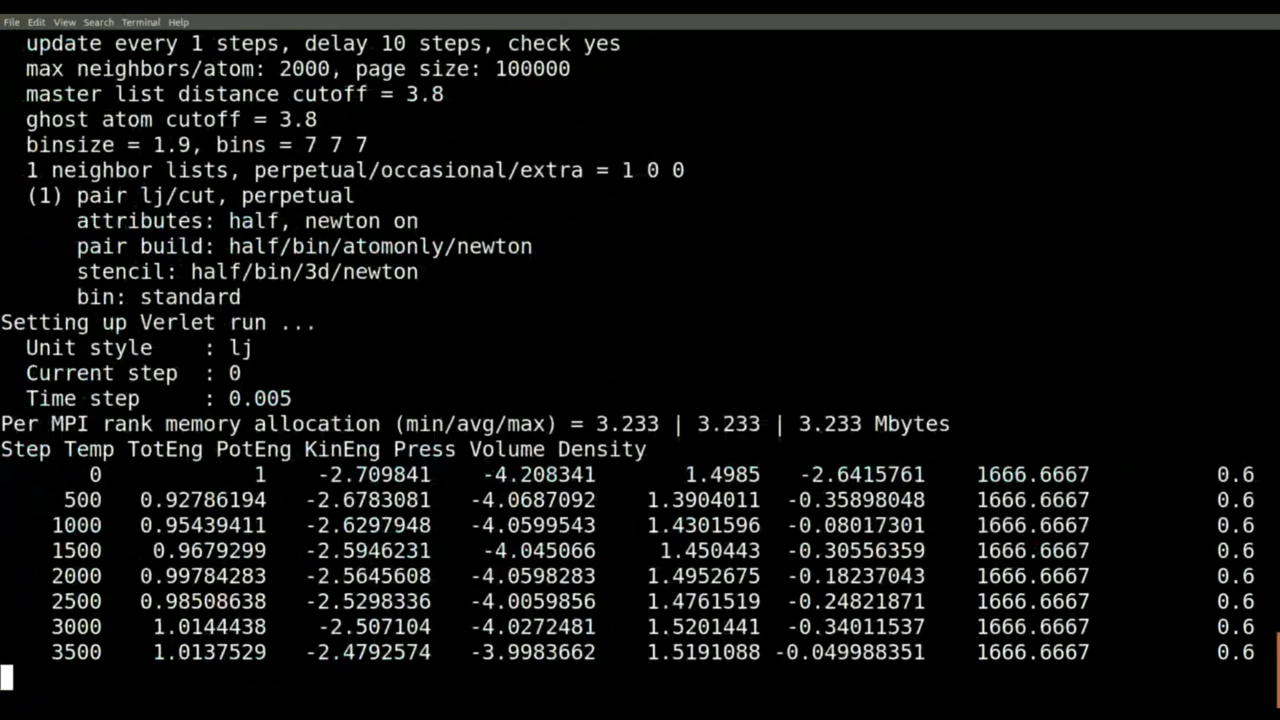 File Edit View Search Terminal Help
update every 1 steps, delay 10 steps, check yes
max neighbors/atom: 2000, page size: 100000
master list distance cutoff = 3.8
ghost atom cutoff = 3.8
binsize = 1.9, bins = 7 7 7
1 neighbor lists, perpetual/occasional/extra = 1 0 0
(1) pair lj/cut, perpetual
attributes: half, newton on
pair build: half/bin/atomonly/newton
stencil: half/bin/3d/newton
bin: standard
Setting up Verlet run ...
Unit style : lj
Current step : 0
Time step : 0.005
Per MPI rank memory allocation (min/avg/max) = 3.233 | 3.233 | 3.233 Mbytes
Step Temp TotEng PotEng KinEng Press Volume Density
0 1 -2.709841 -4.208341 1.4985 -2.6415761 1666.6667 0.6
500 0.92786194 -2.6783081 -4.0687092 1.3904011 -0.35898048 1666.6667 0.6
1000 0.95439411 -2.6297948 -4.0599543 1.4301596 -0.08017301 1666.6667 0.6
1500 0.9679299 -2.5946231 -4.045066 1.450443 -0.30556359 1666.6667 0.6
2000 0.99784283 -2.5645608 -4.0598283 1.4952675 -0.18237043 1666.6667 0.6
2500 0.98508638 -2.5298336 -4.0059856 1.4761519 -0.24821871 1666.6667 0.6
3000 1.0144438 -2.507104 -4.0272481 1.5201441 -0.34011537 1666.6667 0.6
3500 1.0137529 -2.4792574 -3.9983662 1.5191088 -0.049988351 1666.6667 0.6